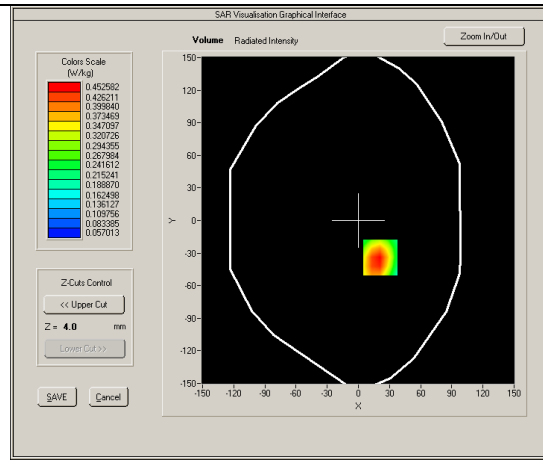 SAR Visualisation Graphical Interface
Volume Radiated Intensity
Zoom In/Out
Colors Scale
(W/kg)
0.452582
0.426211
0.399840
0.373469
0.347097
0.320726
0.294355
0.267984
0.241612
0.215241
0.188870
0.162498
0.136127
0.109756
0.083385
0.057013
Z-Cuts Control
<< Upper Cut
Z = 4.0 mm
Lower Cut >>
SAVE Cancel
150-
120-
90-
60-
30-
0-
-30-
-60-
-90-
-120-
-150-
Y
-150 -120 -90 -60 -30 0 30 60 90 120 150
X